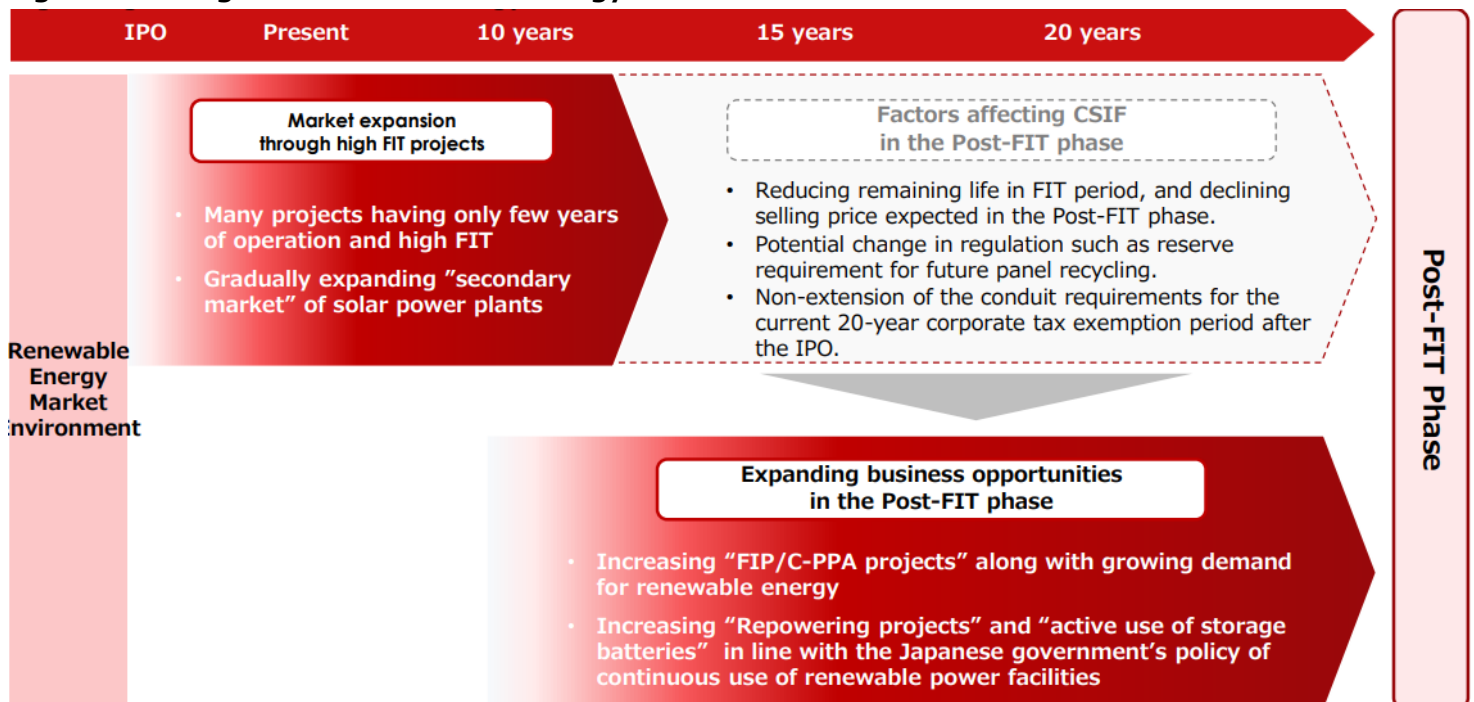 IPO Present 10 years 15 years 20 years
Market expansion
through high FIT projects
• Many projects having only few years
of operation and high FIT
• Gradually expanding ”secondary
market” of solar power plants
Factors affecting CSIF
in the Post-FIT phase
• Reducing remaining life in FIT period, and declining
selling price expected in the Post-FIT phase.
• Potential change in regulation such as reserve
requirement for future panel recycling.
• Non-extension of the conduit requirements for the
current 20-year corporate tax exemption period after
the IPO.
Renewable
Energy
Market
Environment
Expanding business opportunities
in the Post-FIT phase
• Increasing “FIP/C-PPA projects” along with growing demand
for renewable energy
• Increasing “Repowering projects” and “active use of storage
batteries” in line with the Japanese government’s policy of
continuous use of renewable power facilities
Post-FIT Phase